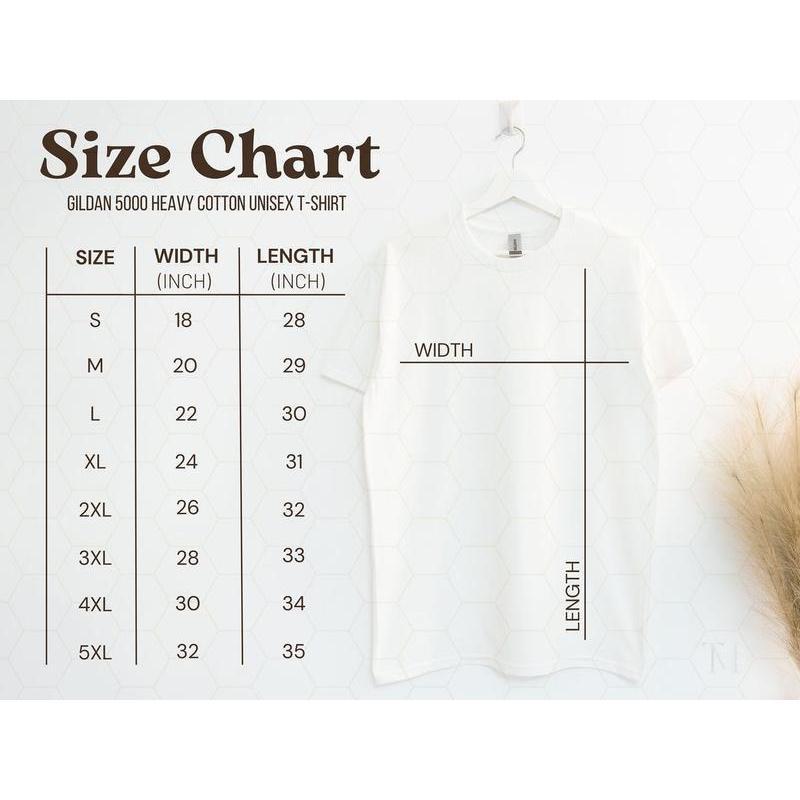 Size Chart
GILDAN 5000 HEAVY COTTON UNISEX T-SHIRT
SIZE WIDTH LENGTH
(INCH) (INCH)
S 18 28
M 20 29
L 22 30
XL 24 31
2XL 26 32
3XL 28 33
4XL 30 34
5XL 32 35
WIDTH
LENGTH